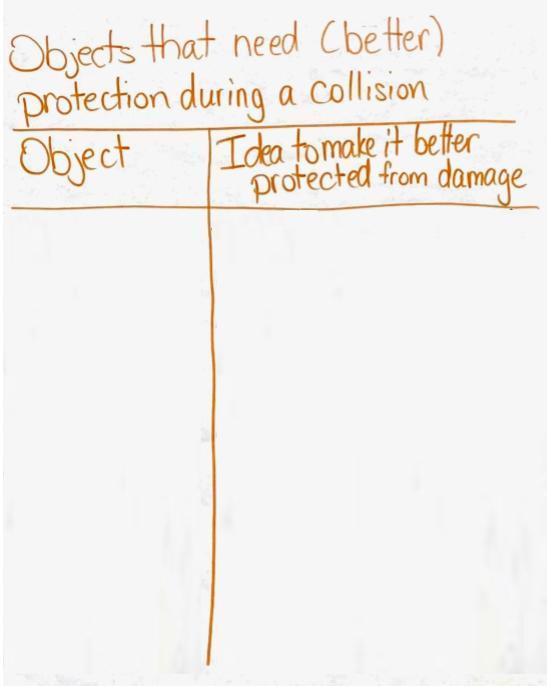 Objects that need (better)
protection during a collision
Object
Idea to make it better
protected from damage